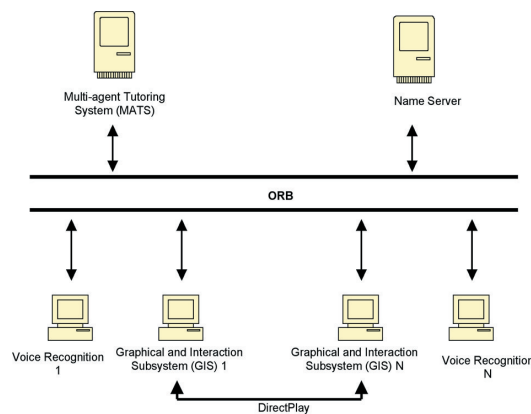 Multi-agent Tutoring
System (MATS)
Name Server
ORB
Voice Recognition
1
Graphical and Interaction
Subsystem (GIS) 1
Graphical and Interaction
Subsystem (GIS) N
Voice Recognition
N
DirectPlay